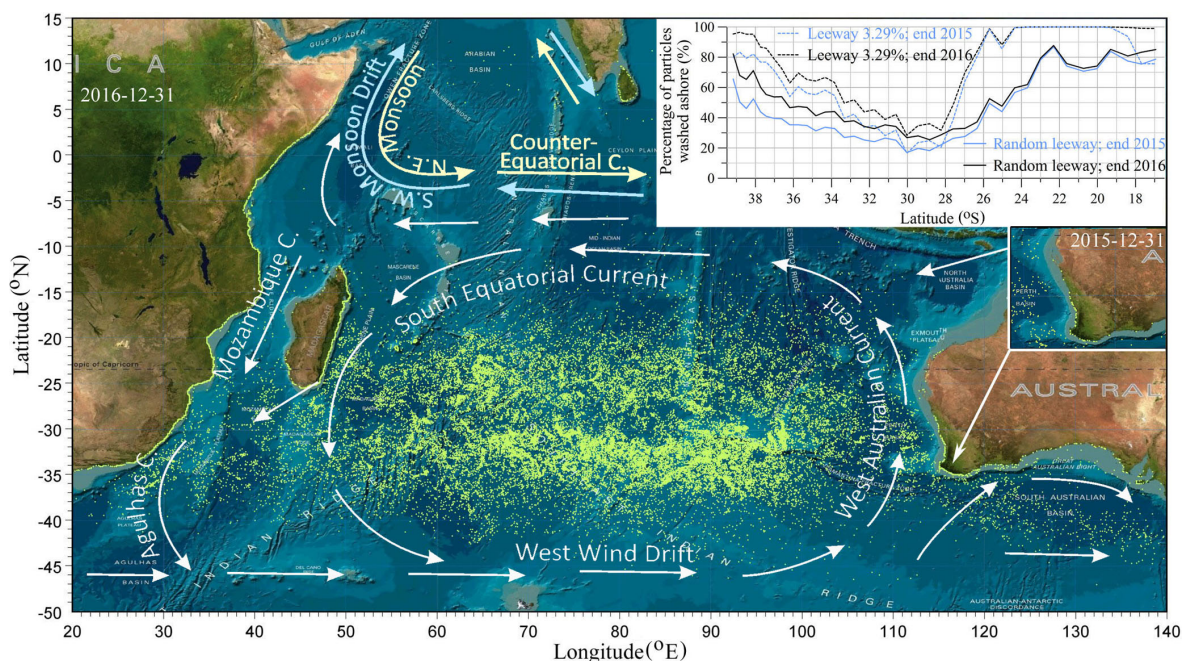 15
10
5
0
-5
-10
-15
-20
-25
-30
-35
-40
-45
-50
Latitude (°N)
20 30 40 50 60 70 80 90 100 110 120 130 140
Longitude(°E)
I C A
2016-12-31
GULF OF ADEN
ARABIAN
BASIN
Monsoon Drift
S.W.
Monsoon
N.E.
Counter-
Equatorial C.
CEYLON PLAIN
MID-INDIAN
MASCARENE
BASIN
South Equatorial Current
Mozambique C.
Agulhas C.
AGULHAS
BASIN
INDIAN RIDGE
West Wind Drift
INDIAN
RIDGE
West Australian Current
NORTH
AUSTRALIA
BASIN
EXMOUTH
PLATEAU
AUSTRAL
SOUTH AUSTRALIAN
BASIN
AUSTRALIAN-ANTARCTIC
DISCORDANCE
2015-12-31
A
PERTH
BASIN
Percentage of particles
washed ashore (%)
100
80
60
40
20
0
Leeway 3.29%; end 2015
Leeway 3.29%; end 2016
Random leeway; end 2015
Random leeway; end 2016
38 36 34 32 30 28 26 24 22 20 18
Latitude (°S)